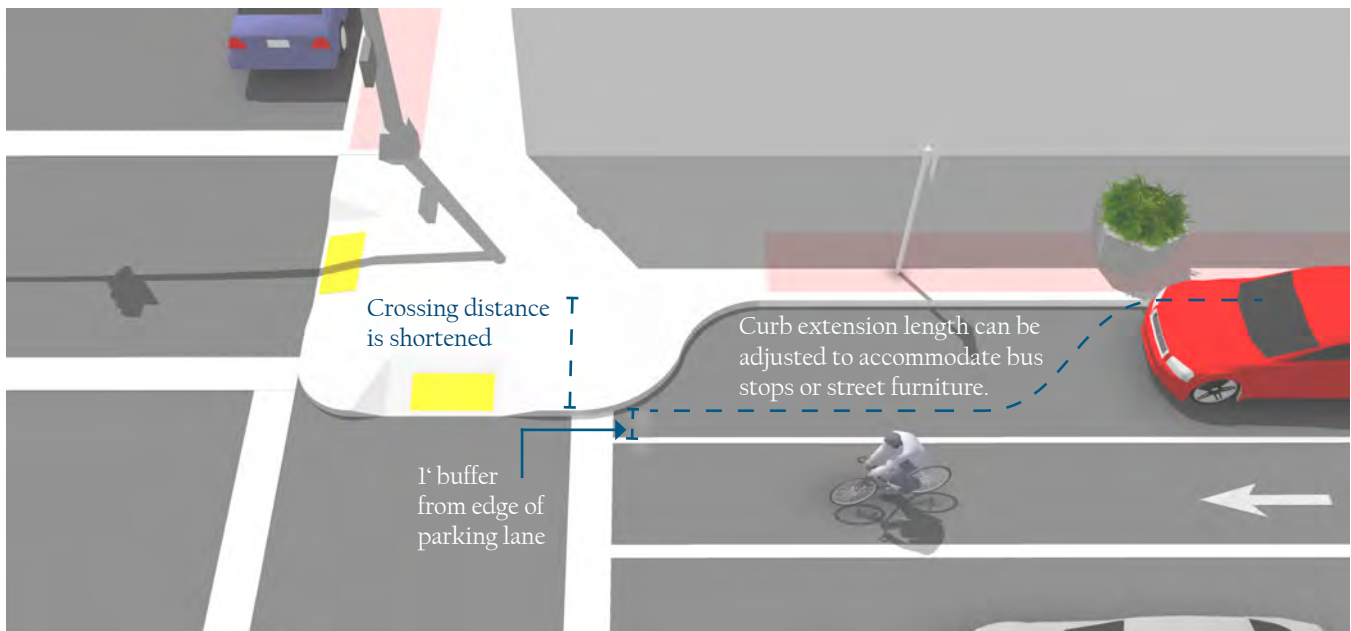 Crossing distance
is shortened
Curb extension length can be
adjusted to accommodate bus
stops or street furniture.
1‘ buffer
from edge of
parking lane